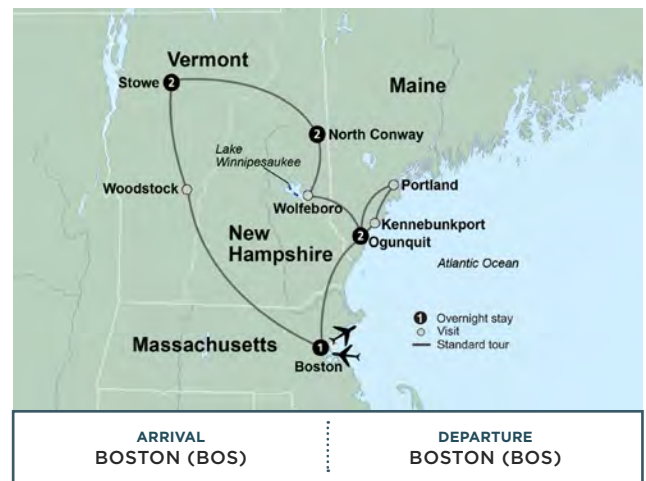 Vermont
Stowe 2
Maine
2 North Conway
Lake
Winnipesaukee
Woodstock
Portland
Wolfeboro
Kennebunkport
New
Hampshire
2 Ogunquit
Atlantic Ocean
1 Overnight stay
Visit
Standard tour
Massachusetts
1
Boston
ARRIVAL
BOSTON (BOS)
DEPARTURE
BOSTON (BOS)